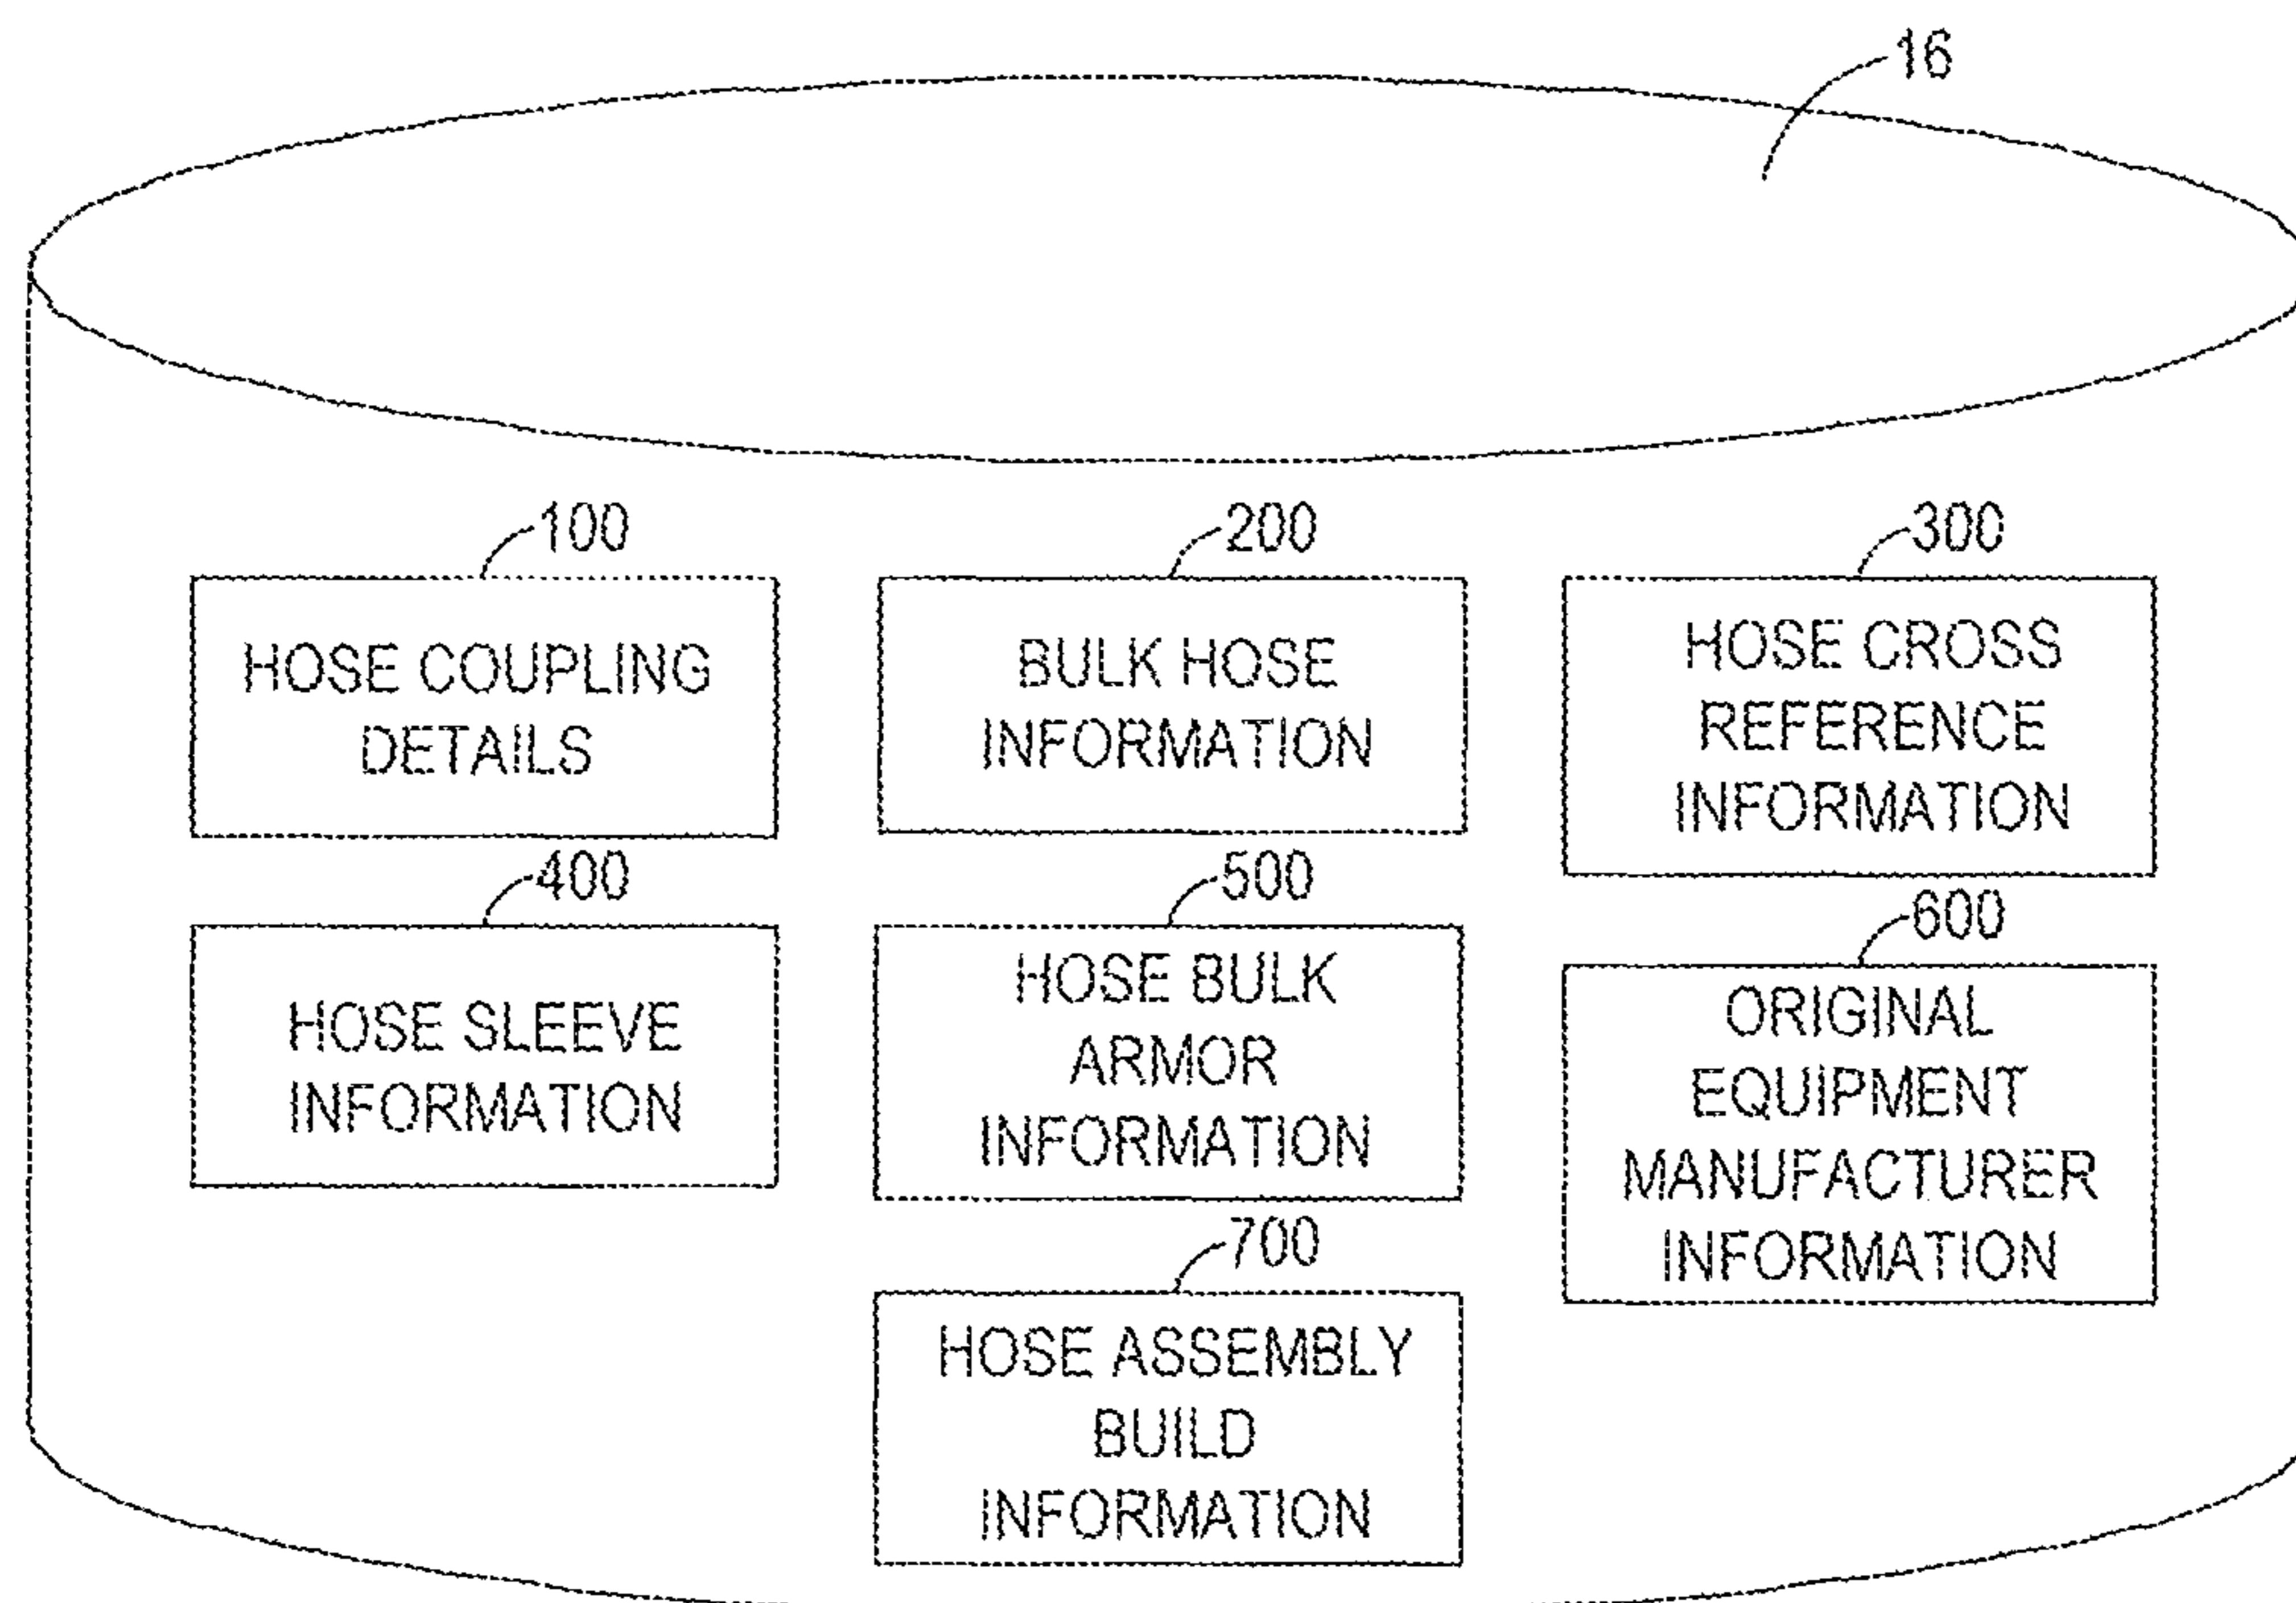 16
100
HOSE COUPLING
DETAILS
200
BULK HOSE
INFORMATION
300
HOSE CROSS
REFERENCE
INFORMATION
400
HOSE SLEEVE
INFORMATION
500
HOSE BULK
ARMOR
INFORMATION
600
ORIGINAL
EQUIPMENT
MANUFACTURER
INFORMATION
700
HOSE ASSEMBLY
BUILD
INFORMATION